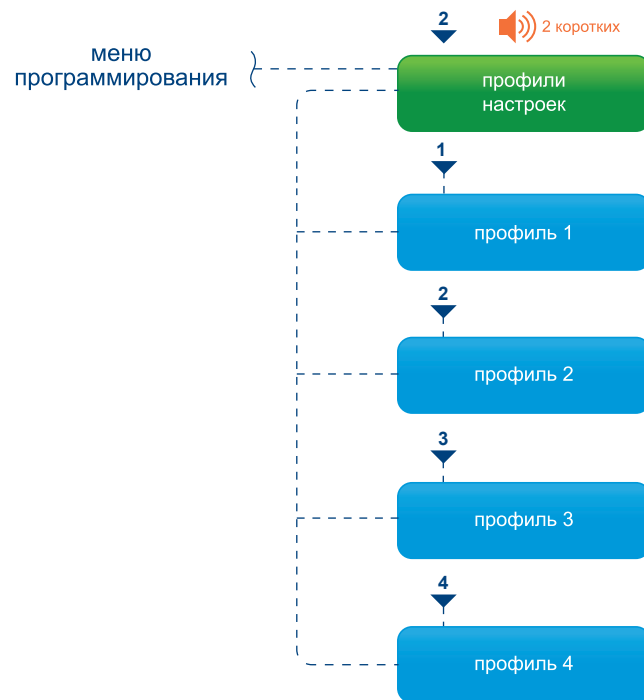 2
2 коротких
меню
программирования
профили
настроек
1
профиль 1
2
профиль 2
3
профиль 3
4
профиль 4